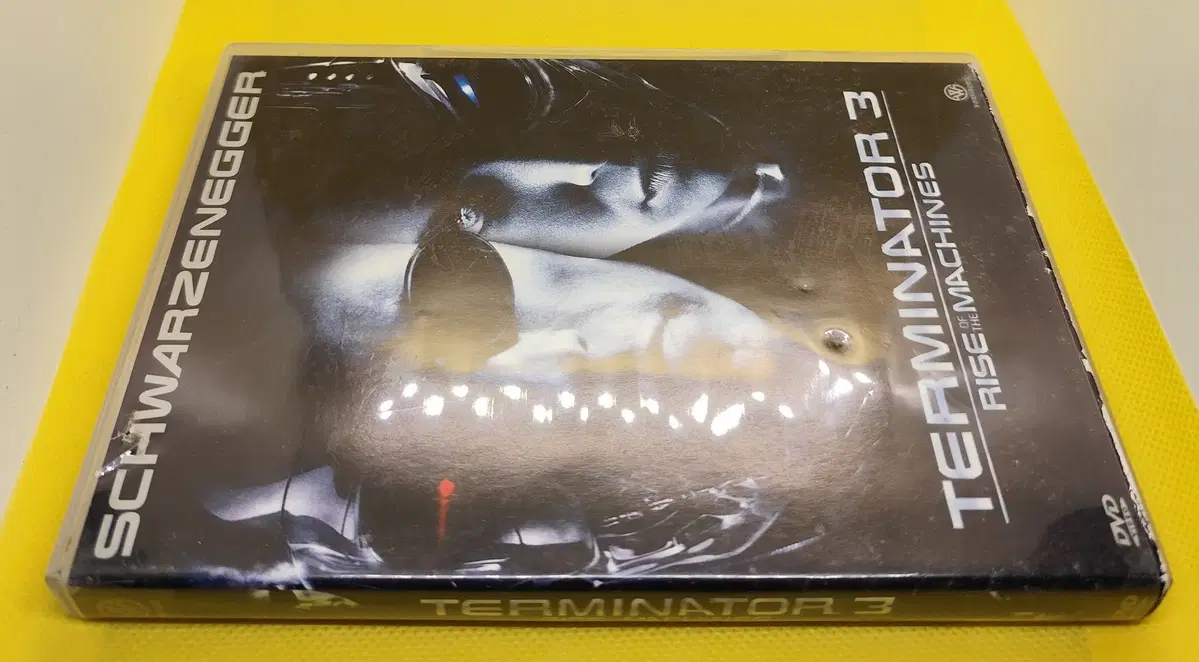 SCHWARZENEGGER
TERMINATOR 3
RISE OF THE MACHINES
DVD
TERMINATOR 3